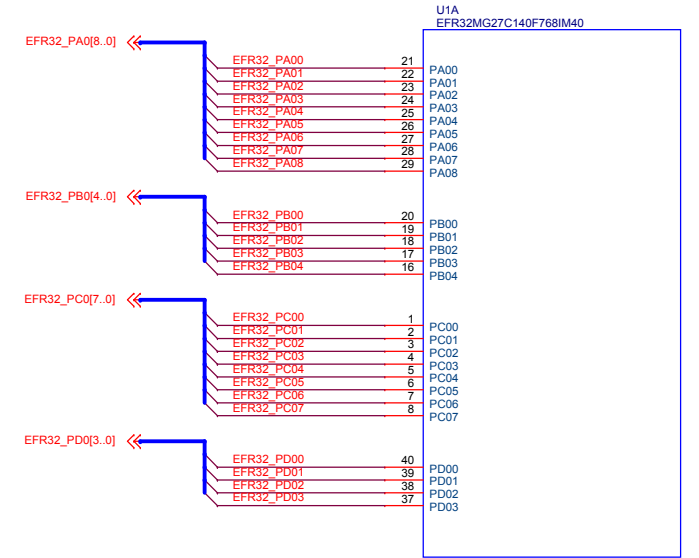 U1A
EFR32MG27C140F768IM40
EFR32_PA0[8..0]
EFR32_PA00 21 PA00
EFR32_PA01 22 PA01
EFR32_PA02 23 PA02
EFR32_PA03 24 PA03
EFR32_PA04 25 PA04
EFR32_PA05 26 PA05
EFR32_PA06 27 PA06
EFR32_PA07 28 PA07
EFR32_PA08 29 PA08
EFR32_PB0[4..0]
EFR32_PB00 20 PB00
EFR32_PB01 19 PB01
EFR32_PB02 18 PB02
EFR32_PB03 17 PB03
EFR32_PB04 16 PB04
EFR32_PC0[7..0]
EFR32_PC00 1 PC00
EFR32_PC01 2 PC01
EFR32_PC02 3 PC02
EFR32_PC03 4 PC03
EFR32_PC04 5 PC04
EFR32_PC05 6 PC05
EFR32_PC06 7 PC06
EFR32_PC07 8 PC07
EFR32_PD0[3..0]
EFR32_PD00 40 PD00
EFR32_PD01 39 PD01
EFR32_PD02 38 PD02
EFR32_PD03 37 PD03